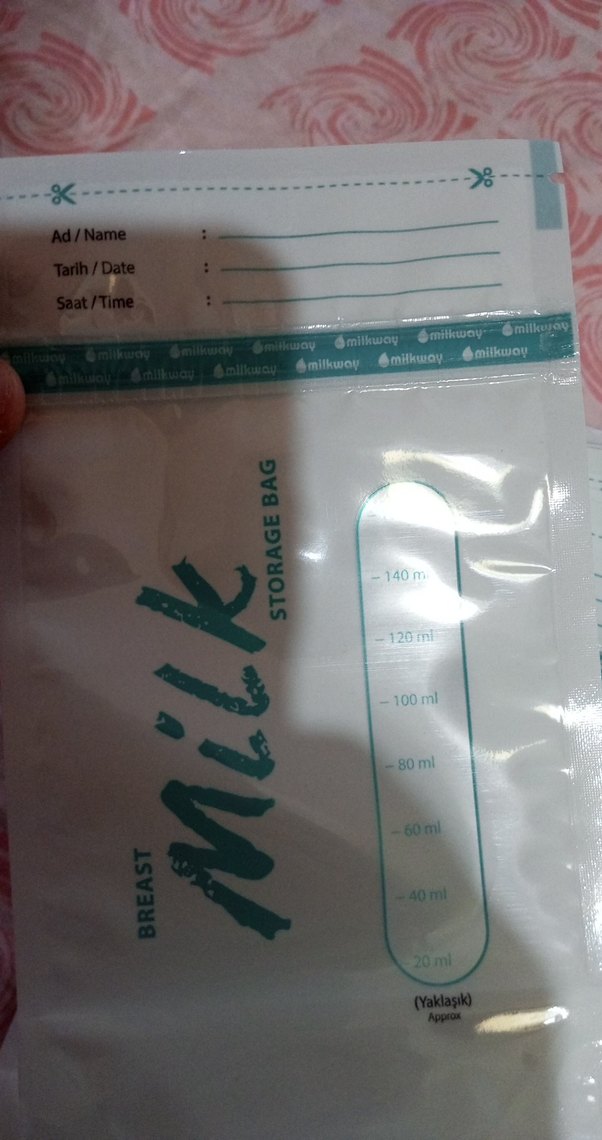 Ad / Name :
Tarih / Date :
Saat / Time :
milkway milkway milkway milkway milkway milkway milkway
milkway milkway milkway milkway milkway milkway
BREAST
Milk
STORAGE BAG
– 140 ml
– 120 ml
– 100 ml
– 80 ml
– 60 ml
– 40 ml
20 ml
(Yaklaşık)
Approx